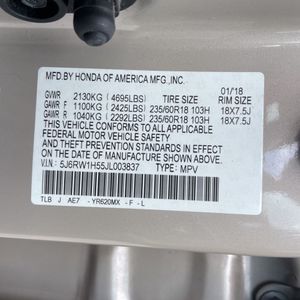 MFD.BY HONDA OF AMERICA MFG.,INC. 01/18
GVWR 2130KG (4695LBS) TIRE SIZE RIM SIZE
GAWR F 1100KG (2425LBS) 235/60R18 103H 18X7.5J
GAWR R 1040KG (2292LBS) 235/60R18 103H 18X7.5J
THIS VEHICLE CONFORMS TO ALL APPLICABLE
FEDERAL MOTOR VEHICLE SAFETY
AND THEFT PREVENTION STANDARDS IN EFFECT
ON THE DATE OF MANUFACTURE SHOWN ABOVE.
V.I.N.: 5J6RW1H55JL003837 TYPE: MPV
TLB J AE7 - YR620MX - F - L